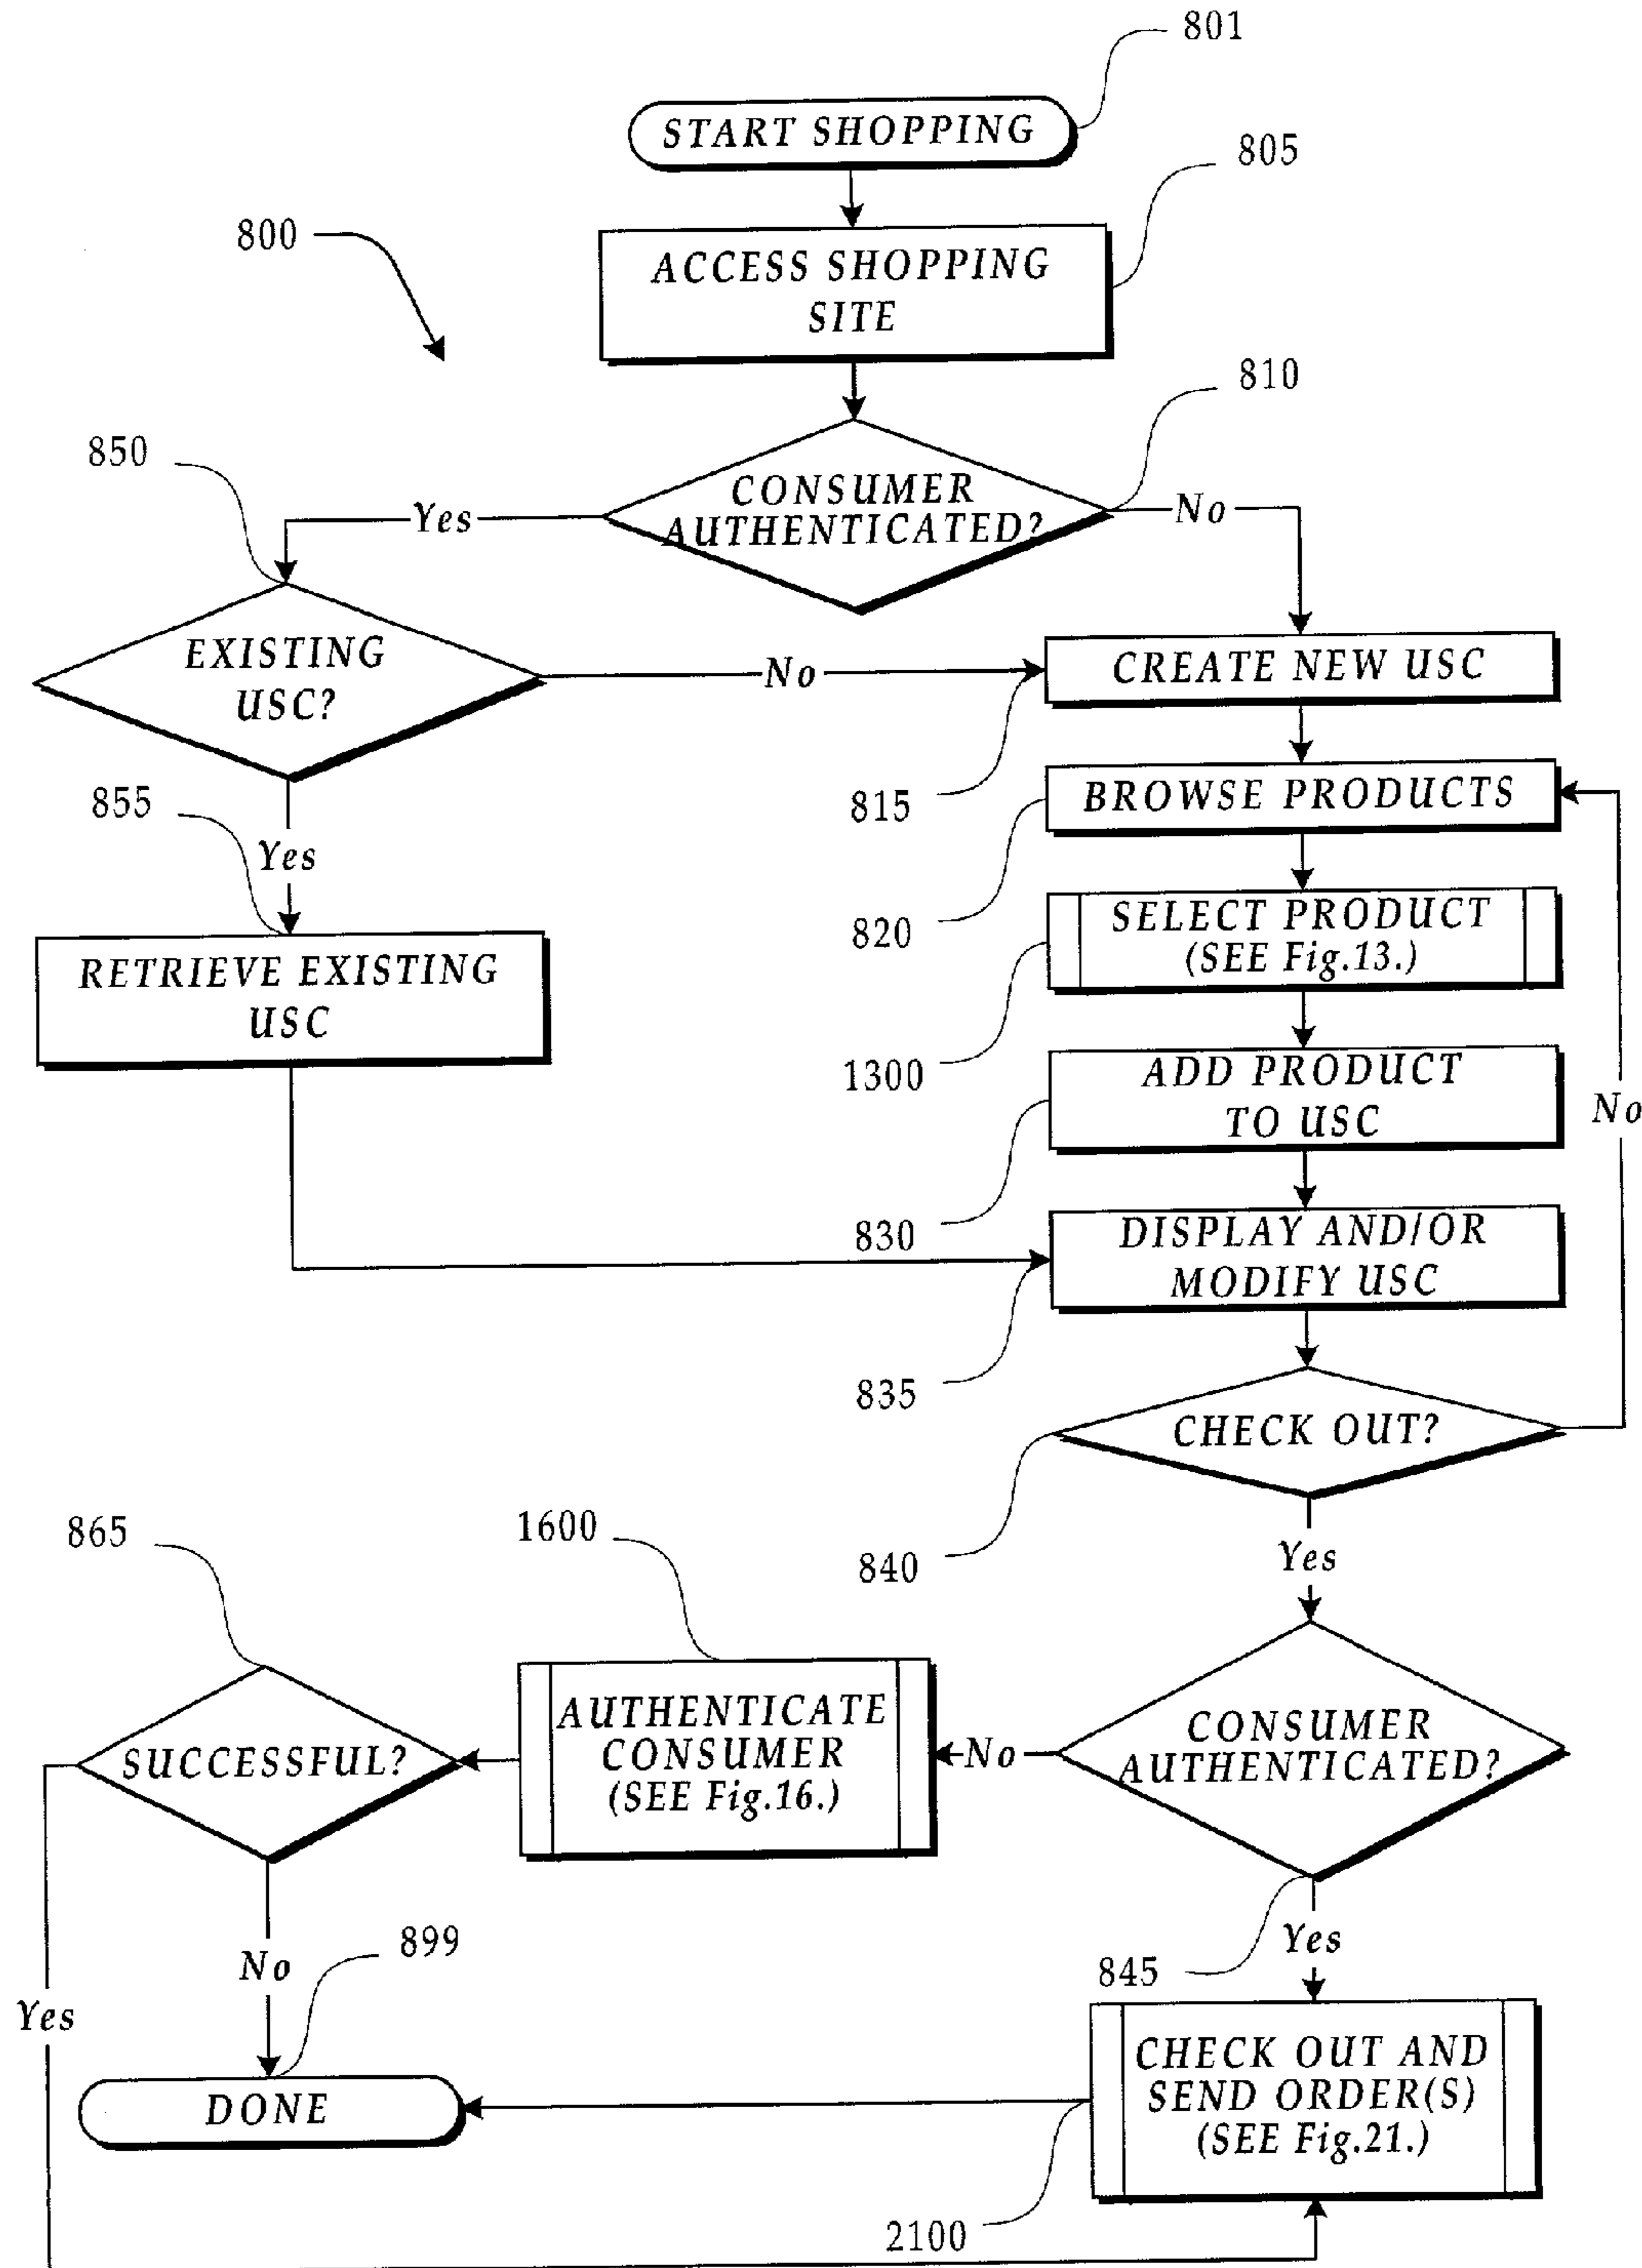 801
START SHOPPING
805
800
ACCESS SHOPPING
SITE
810
850
CONSUMER
AUTHENTICATED?
Yes
No
EXISTING
USC?
No
CREATE NEW USC
815
BROWSE PRODUCTS
855
Yes
820
SELECT PRODUCT
(SEE Fig.13.)
RETRIEVE EXISTING
USC
1300
ADD PRODUCT
TO USC
No
830
DISPLAY AND/OR
MODIFY USC
835
CHECK OUT?
840
Yes
865
1600
SUCCESSFUL?
AUTHENTICATE
CONSUMER
(SEE Fig.16.)
No
CONSUMER
AUTHENTICATED?
899
No
Yes
845
Yes
DONE
CHECK OUT AND
SEND ORDER(S)
(SEE Fig.21.)
2100